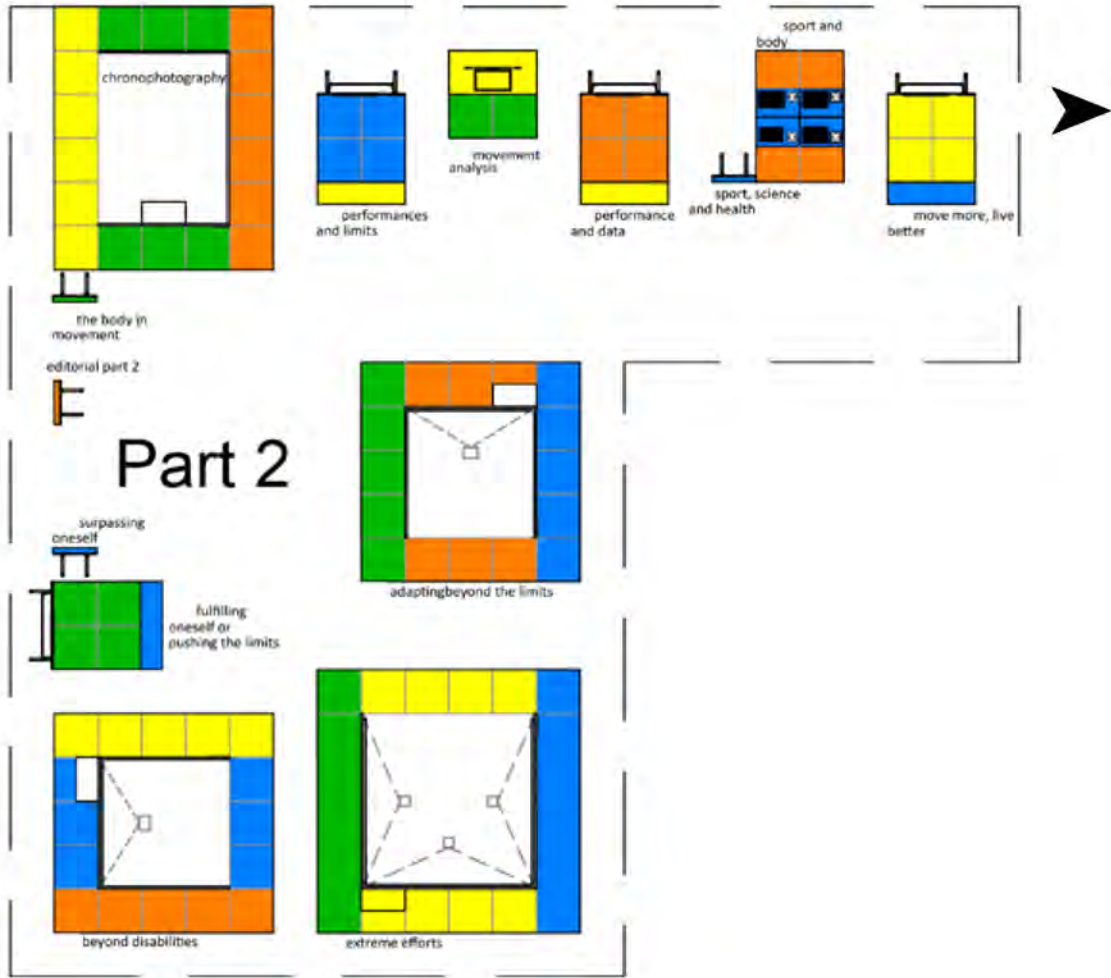 chronophotography
sport and
body
movement
analysis
performances
and limits
performance
and data
sport, science
and health
move more, live
better
the body in
movement
editorial part 2
Part 2
surpassing
oneself
adaptingbeyond the limits
fulfilling
oneself or
pushing the limits
beyond disabilities
extreme efforts